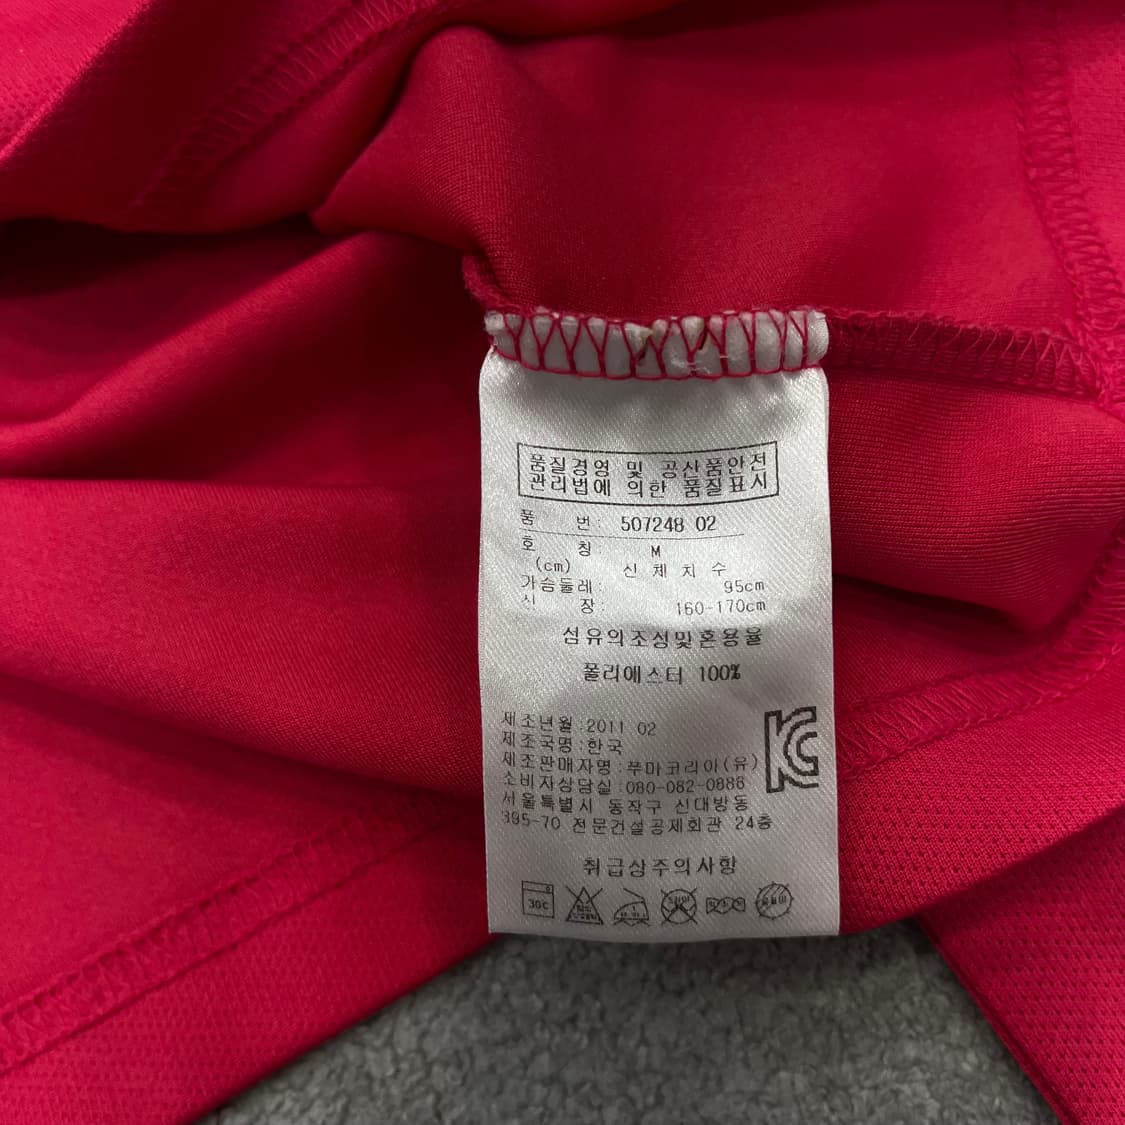 품질경영 및 공산품안전
관리법에 의한 품질표시
품 번: 507248 02
호 칭 M
(cm) 신체치수
가슴둘레: 95cm
신 장: 160-170cm
섬유의조성및혼용율
폴리에스터 100%
제조년월:2011 02
제조국명:한국
제조판매자명:푸마코리아(유)
소비자상담실:080-062-0888
서울특별시 동작구 신대방동
395-70 전문건설공제회관 24층
취급상주의사항
30℃